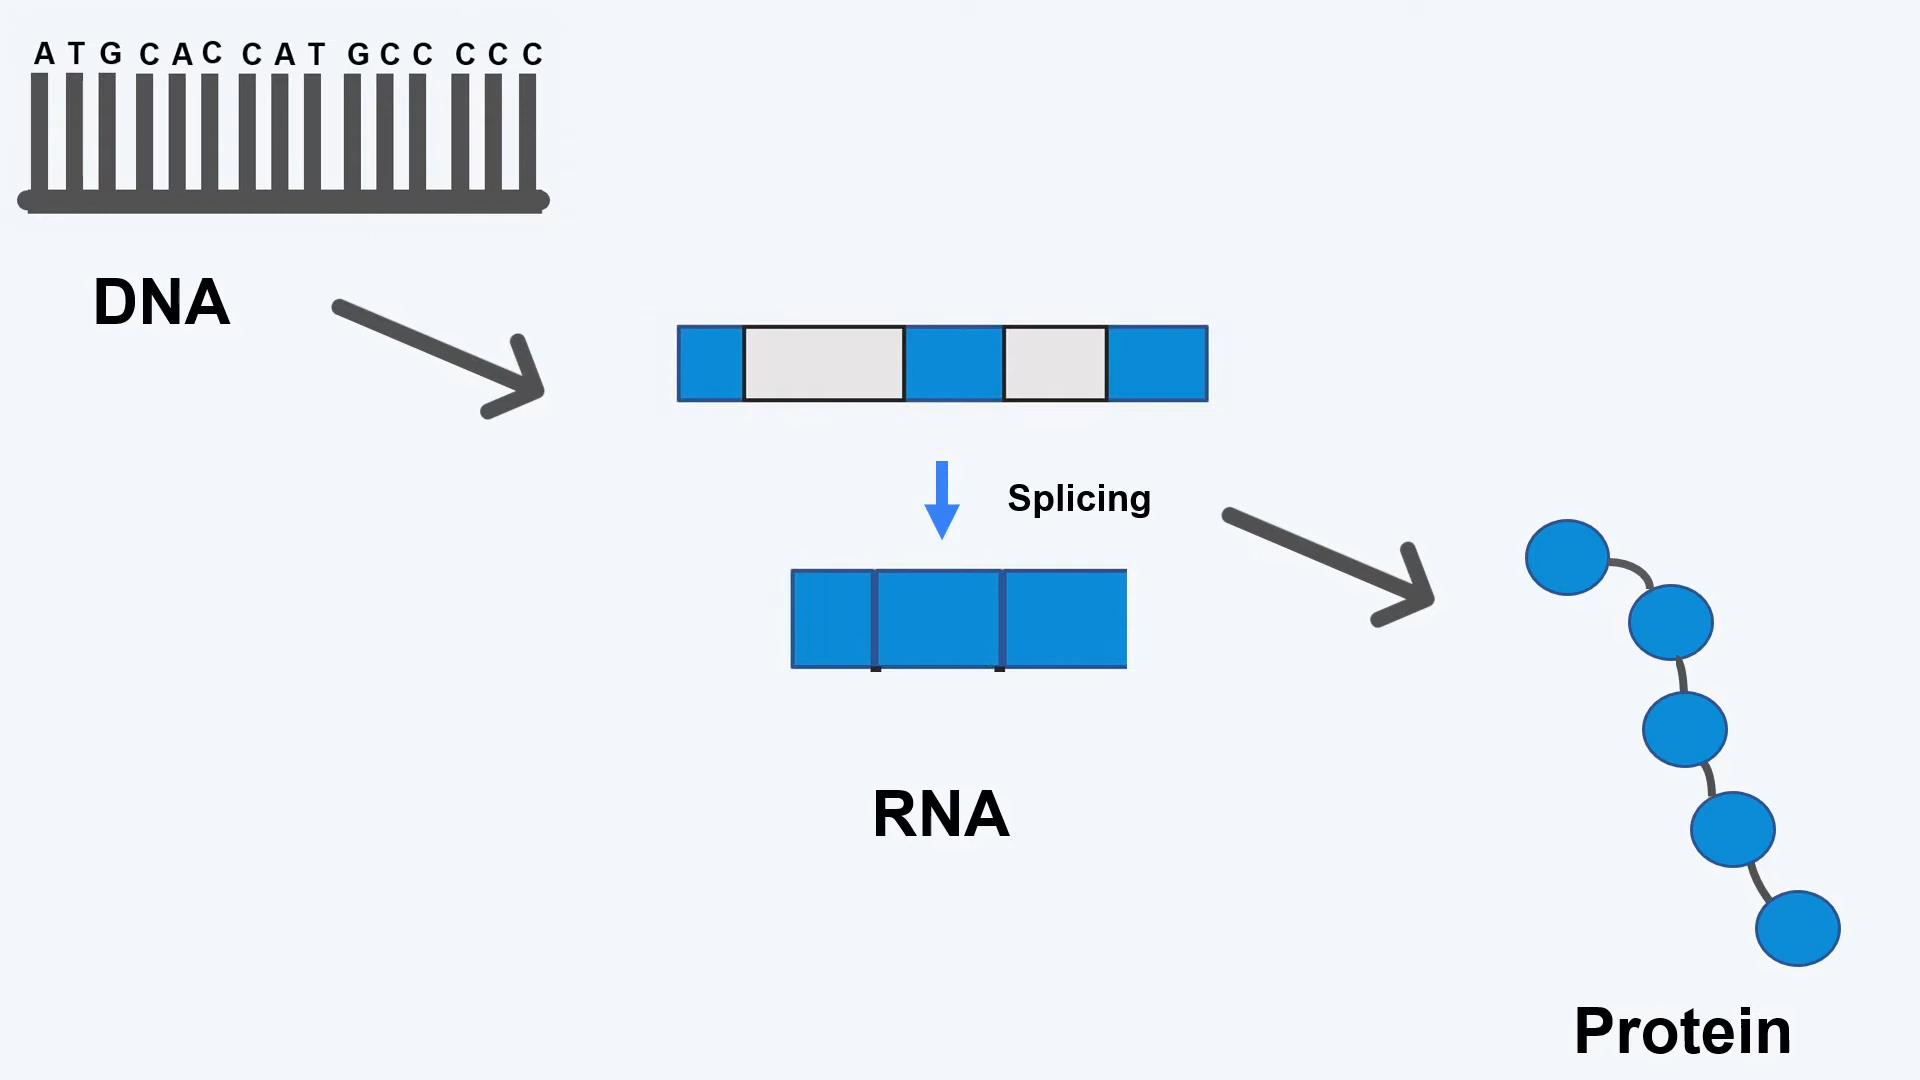 A T G C A C C A T G C C C C C
DNA
Splicing
RNA
Protein